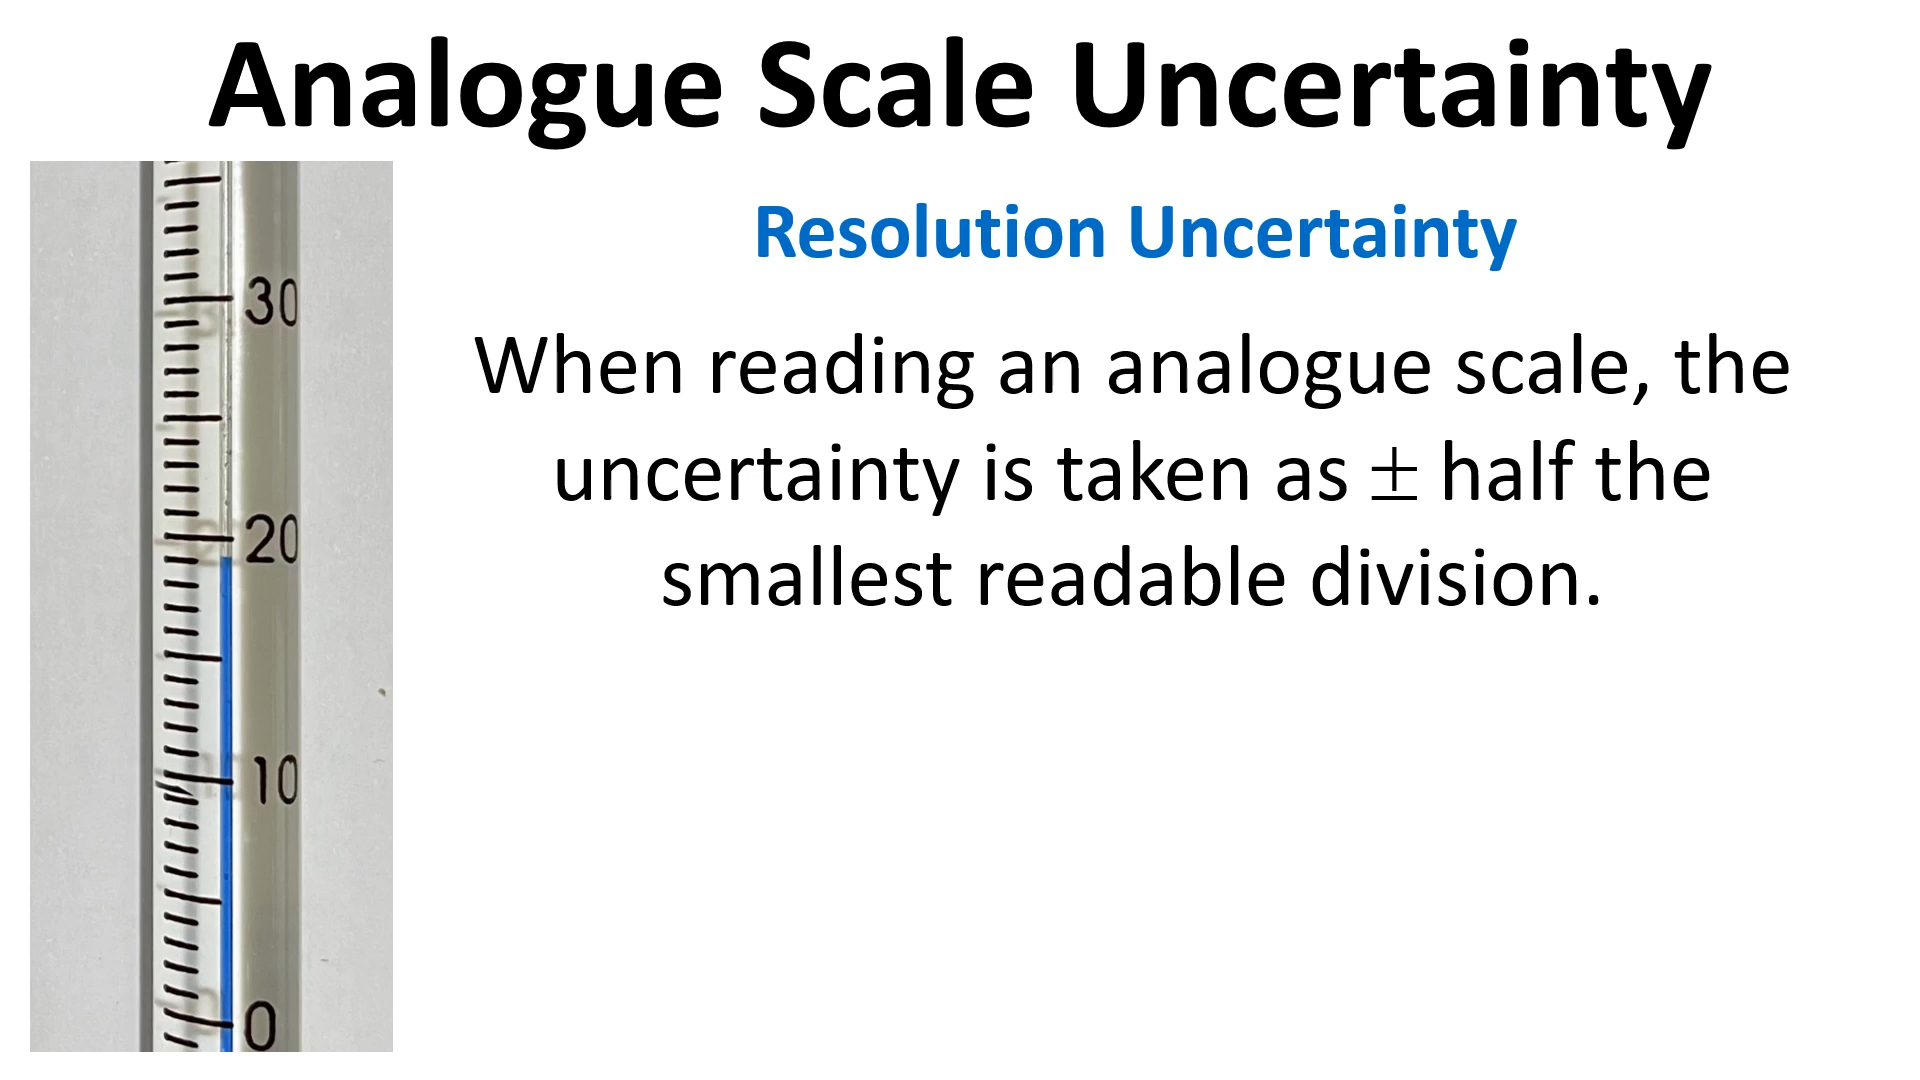 Analogue Scale Uncertainty
Resolution Uncertainty
When reading an analogue scale, the
uncertainty is taken as ± half the
smallest readable division.
30
20
10
0